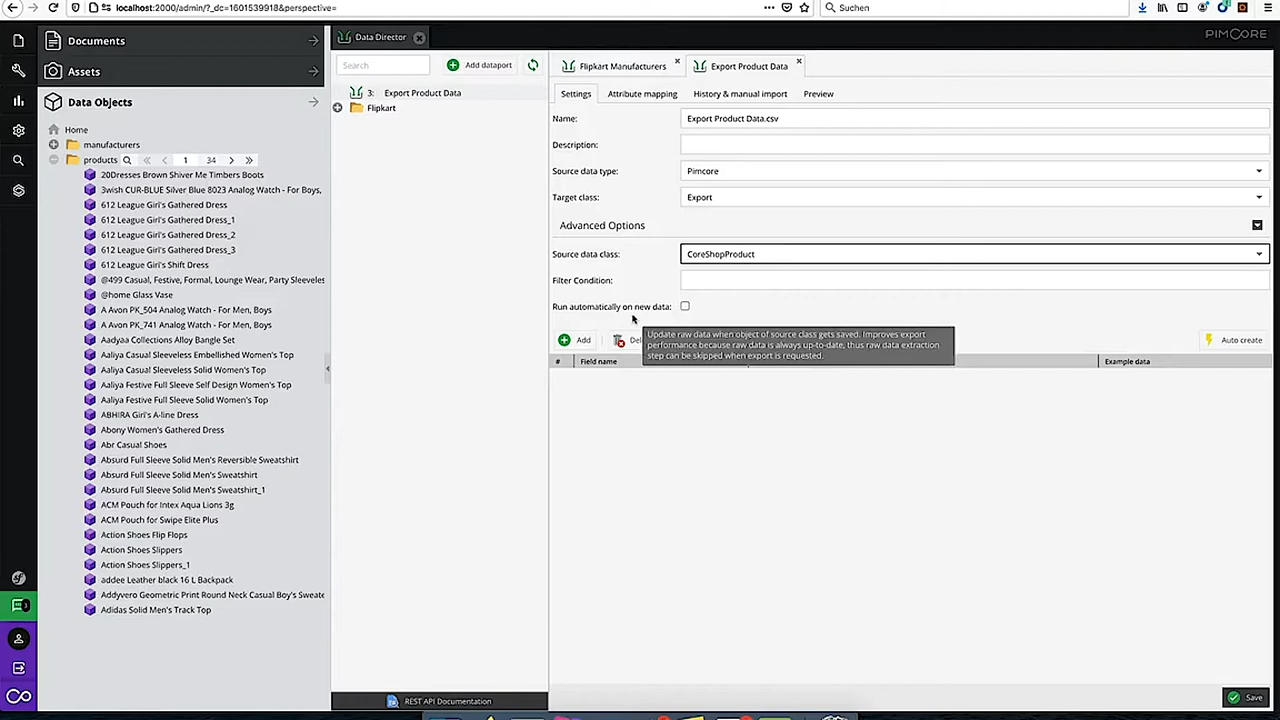 localhost:2000/admin/?_dc=1601539918&perspective=
Suchen
Documents
Assets
Data Objects
Home
manufacturers
products 1 34
20Dresses Brown Shiver Me Timbers Boots
3wish CUR-BLUE Silver Blue 8023 Analog Watch - For Boys,
612 League Girl's Gathered Dress
612 League Girl's Gathered Dress_1
612 League Girl's Gathered Dress_2
612 League Girl's Gathered Dress_3
612 League Girl's Shift Dress
@499 Casual, Festive, Formal, Lounge Wear, Party Sleeveles
@home Glass Vase
A Avon PK_504 Analog Watch - For Men, Boys
A Avon PK_741 Analog Watch - For Men, Boys
Aadyaa Collections Alloy Bangle Set
Aaliya Casual Sleeveless Embellished Women's Top
Aaliya Casual Sleeveless Solid Women's Top
Aaliya Festive Full Sleeve Self Design Women's Top
Aaliya Festive Full Sleeve Solid Women's Top
ABHIRA Girl's A-line Dress
Abony Women's Gathered Dress
Abr Casual Shoes
Absurd Full Sleeve Solid Men's Reversible Sweatshirt
Absurd Full Sleeve Solid Men's Sweatshirt
Absurd Full Sleeve Solid Men's Sweatshirt_1
ACM Pouch for Intex Aqua Lions 3g
ACM Pouch for Swipe Elite Plus
Action Shoes Flip Flops
Action Shoes Slippers
Action Shoes Slippers_1
addee Leather black 16 L Backpack
Addyvero Geometric Print Round Neck Casual Boy's Sweate
Adidas Solid Men's Track Top
Data Director
PIMCORE
Search
Add dataport
3: Export Product Data
Flipkart
REST API Documentation
Flipkart Manufacturers
Export Product Data
Settings
Attribute mapping
History & manual import
Preview
Name: Export Product Data.csv
Description:
Source data type: Pimcore
Target class: Export
Advanced Options
Source data class: CoreShopProduct
Filter Condition:
Run automatically on new data:
Update raw data when object of source class gets saved. Improves export
performance because raw data is always up-to-date, thus raw data extraction
step can be skipped when export is requested.
Add
Del
Auto create
# Field name
Example data
Save